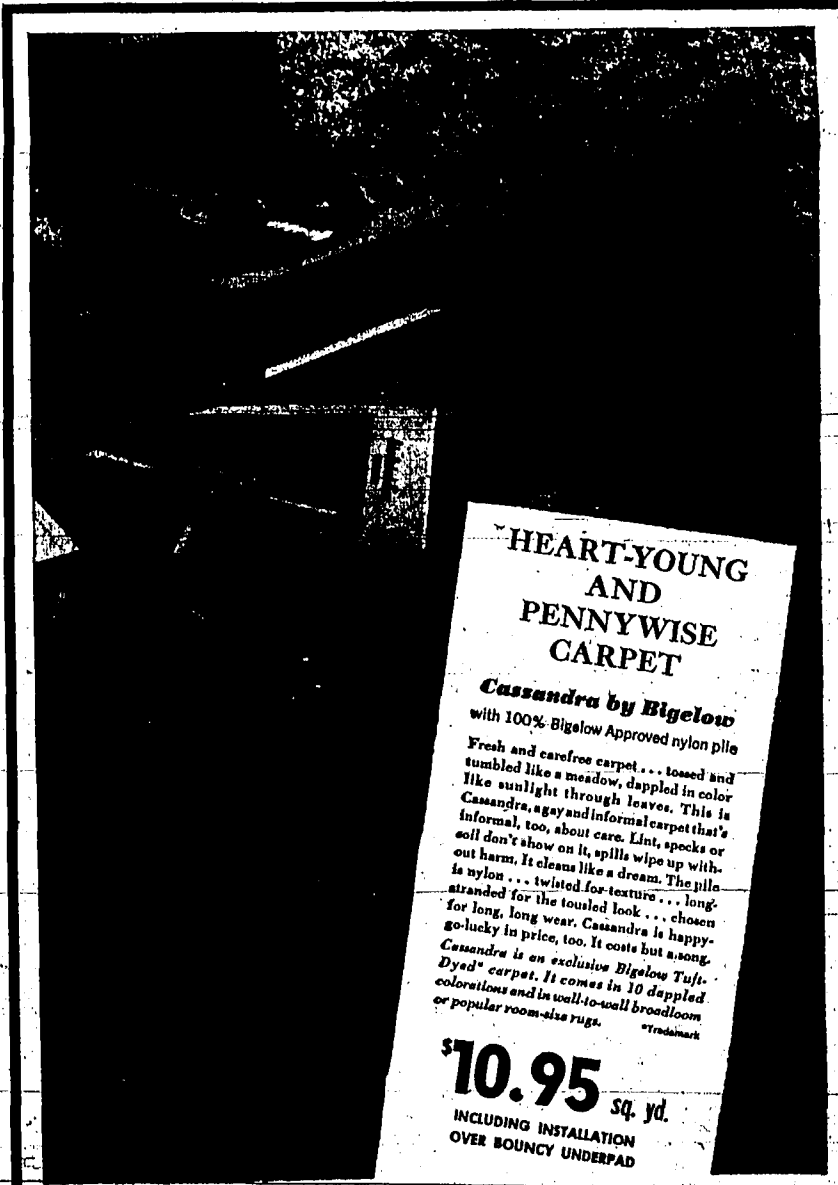 HEART-YOUNG
AND
PENNYWISE
CARPET
Cassandra by Bigelow
with 100% Bigelow Approved nylon pile
Fresh and carefree carpet... tossed and
tumbled like a meadow, dappled in color
like sunlight through leaves. This is
Cassandra, a gay and informal carpet that's
informal, too, about care. Lint, specks or
soil don't show on it, spills wipe up with-
out harm. It cleans like a dream. The pile
is nylon... twisted for texture... long-
stranded for the tousled look... chosen
for long, long wear. Cassandra is happy-
go-lucky in price, too. It costs but a song.
Cassandra is an exclusive Bigelow Tuft-
Dyed* carpet. It comes in 10 dappled
colorations and in wall-to-wall broadloom
or popular room-size rugs. *Trademark
$10.95 sq. yd.
INCLUDING INSTALLATION
OVER BOUNCY UNDERPAD